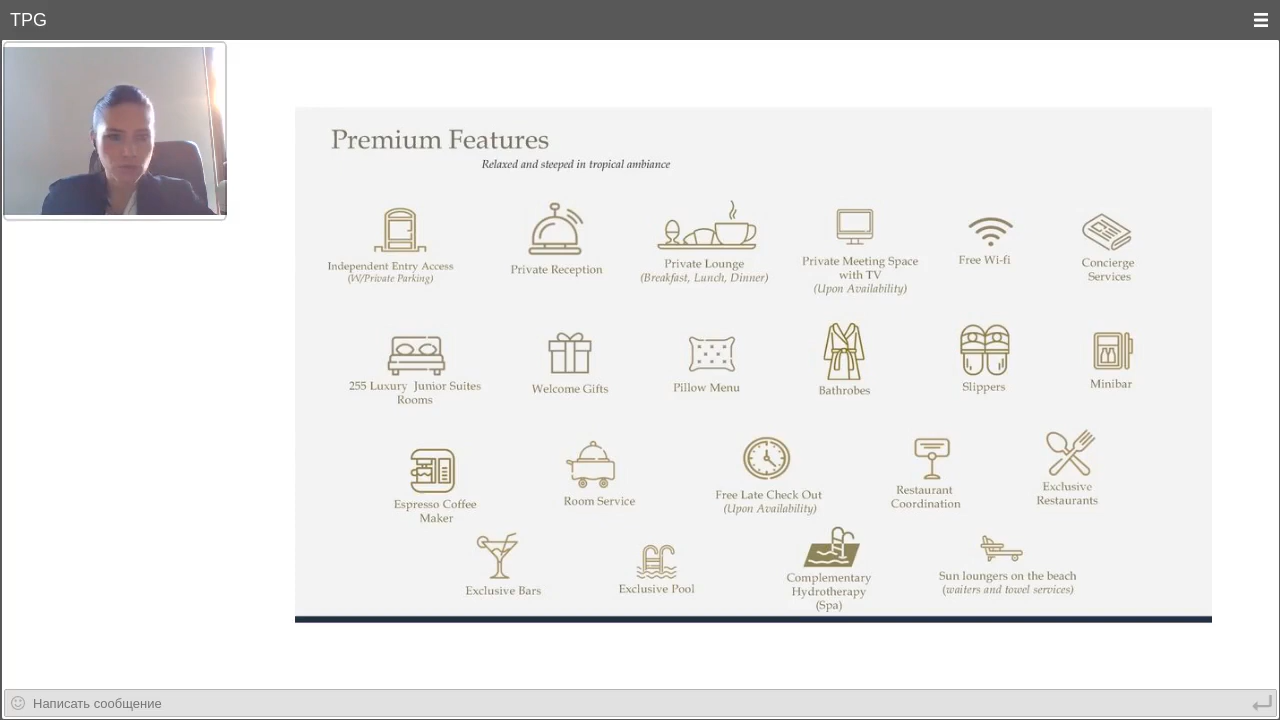 TPG
Premium Features
Relaxed and steeped in tropical ambiance
Independent Entry Access
(W/Private Parking)
Private Reception
Private Lounge
(Breakfast, Lunch, Dinner)
Private Meeting Space
with TV
(Upon Availability)
Free Wi-fi
Concierge
Services
255 Luxury Junior Suites
Rooms
Welcome Gifts
Pillow Menu
Bathrobes
Slippers
Minibar
Espresso Coffee
Maker
Room Service
Free Late Check Out
(Upon Availability)
Restaurant
Coordination
Exclusive
Restaurants
Exclusive Bars
Exclusive Pool
Complementary
Hydrotherapy
(Spa)
Sun loungers on the beach
(waiters and towel services)
Написать сообщение